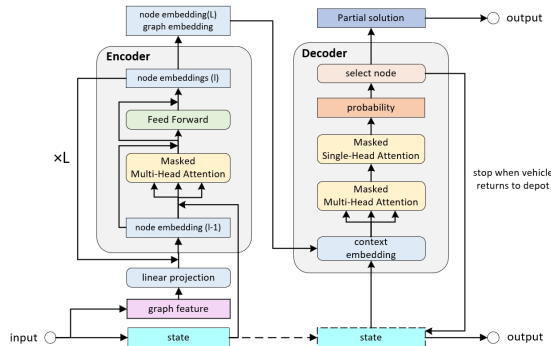 node embedding(L)
graph embedding
Encoder
node embeddings (l)
Feed Forward
Masked
Multi-Head Attention
node embedding (l-1)
×L
linear projection
graph feature
input
state
Partial solution
output
Decoder
select node
probability
Masked
Single-Head Attention
Masked
Multi-Head Attention
context
embedding
stop when vehicle
returns to depot
state
output